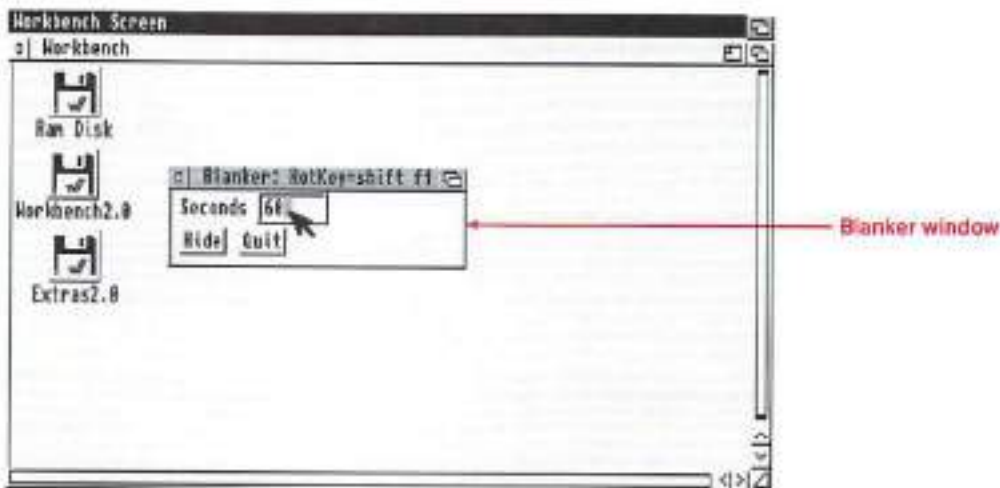 Workbench Screen
Workbench
Ram Disk
Workbench2.0
Extras2.0
Blanker: HotKey=shift f1
Seconds 60
Hide Quit
Blanker window